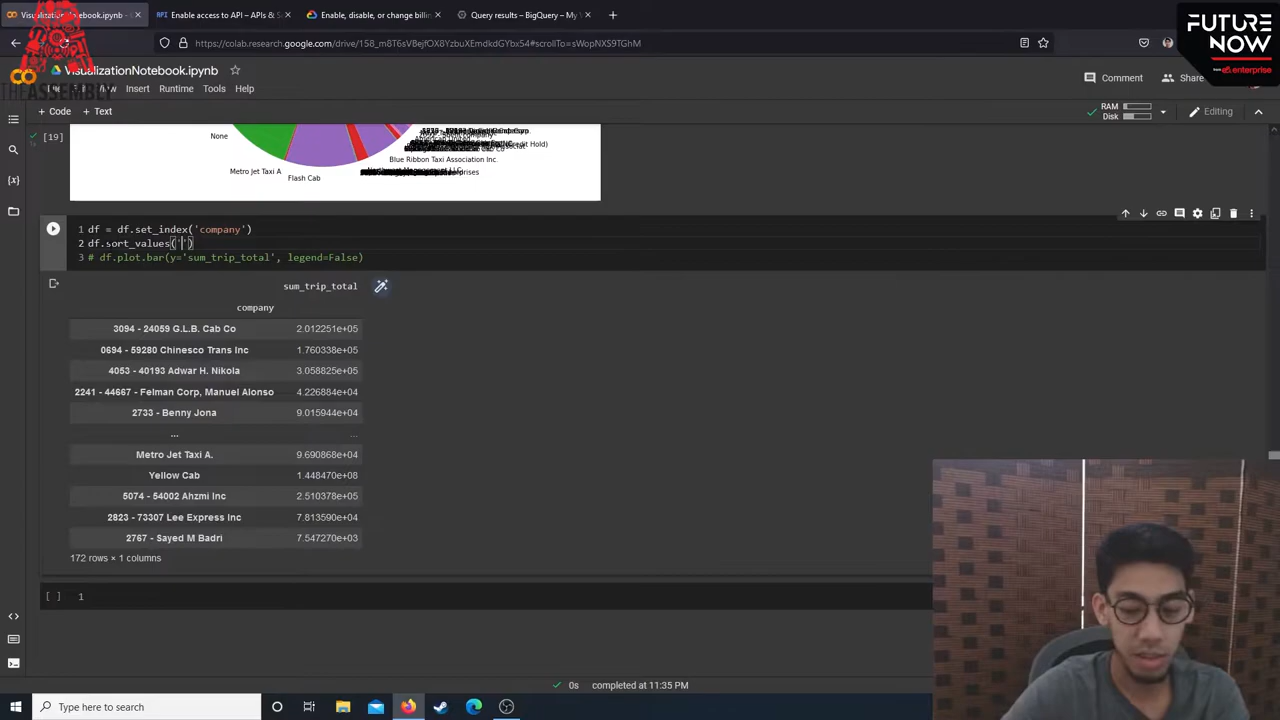 VisualizationNotebook.ipynb
Enable access to API – APIs & S
Enable, disable, or change billin
Query results – BigQuery – My
https://colab.research.google.com/drive/158_m8T6sVBejfOX8YzbuXEmdkdGYbx54#scrollTo=sWopNXS9TGhM
FUTURE
NOW
from e& enterprise
VisualizationNotebook.ipynb
THE ASSEMBLY
Insert Runtime Tools Help
Comment Share
+ Code + Text
RAM
Disk
Editing
[19]
1s
None
Blue Ribbon Taxi Association Inc.
Metro Jet Taxi A
Flash Cab
1 df = df.set_index('company')
2 df.sort_values('')
3 # df.plot.bar(y='sum_trip_total', legend=False)
sum_trip_total
company
3094 - 24059 G.L.B. Cab Co 2.012251e+05
0694 - 59280 Chinesco Trans Inc 1.760338e+05
4053 - 40193 Adwar H. Nikola 3.058825e+05
2241 - 44667 - Felman Corp, Manuel Alonso 4.226884e+04
2733 - Benny Jona 9.015944e+04
... ...
Metro Jet Taxi A. 9.690868e+04
Yellow Cab 1.448470e+08
5074 - 54002 Ahzmi Inc 2.510378e+05
2823 - 73307 Lee Express Inc 7.813590e+04
2767 - Sayed M Badri 7.547270e+03
172 rows × 1 columns
[ ] 1
0s completed at 11:35 PM
Type here to search